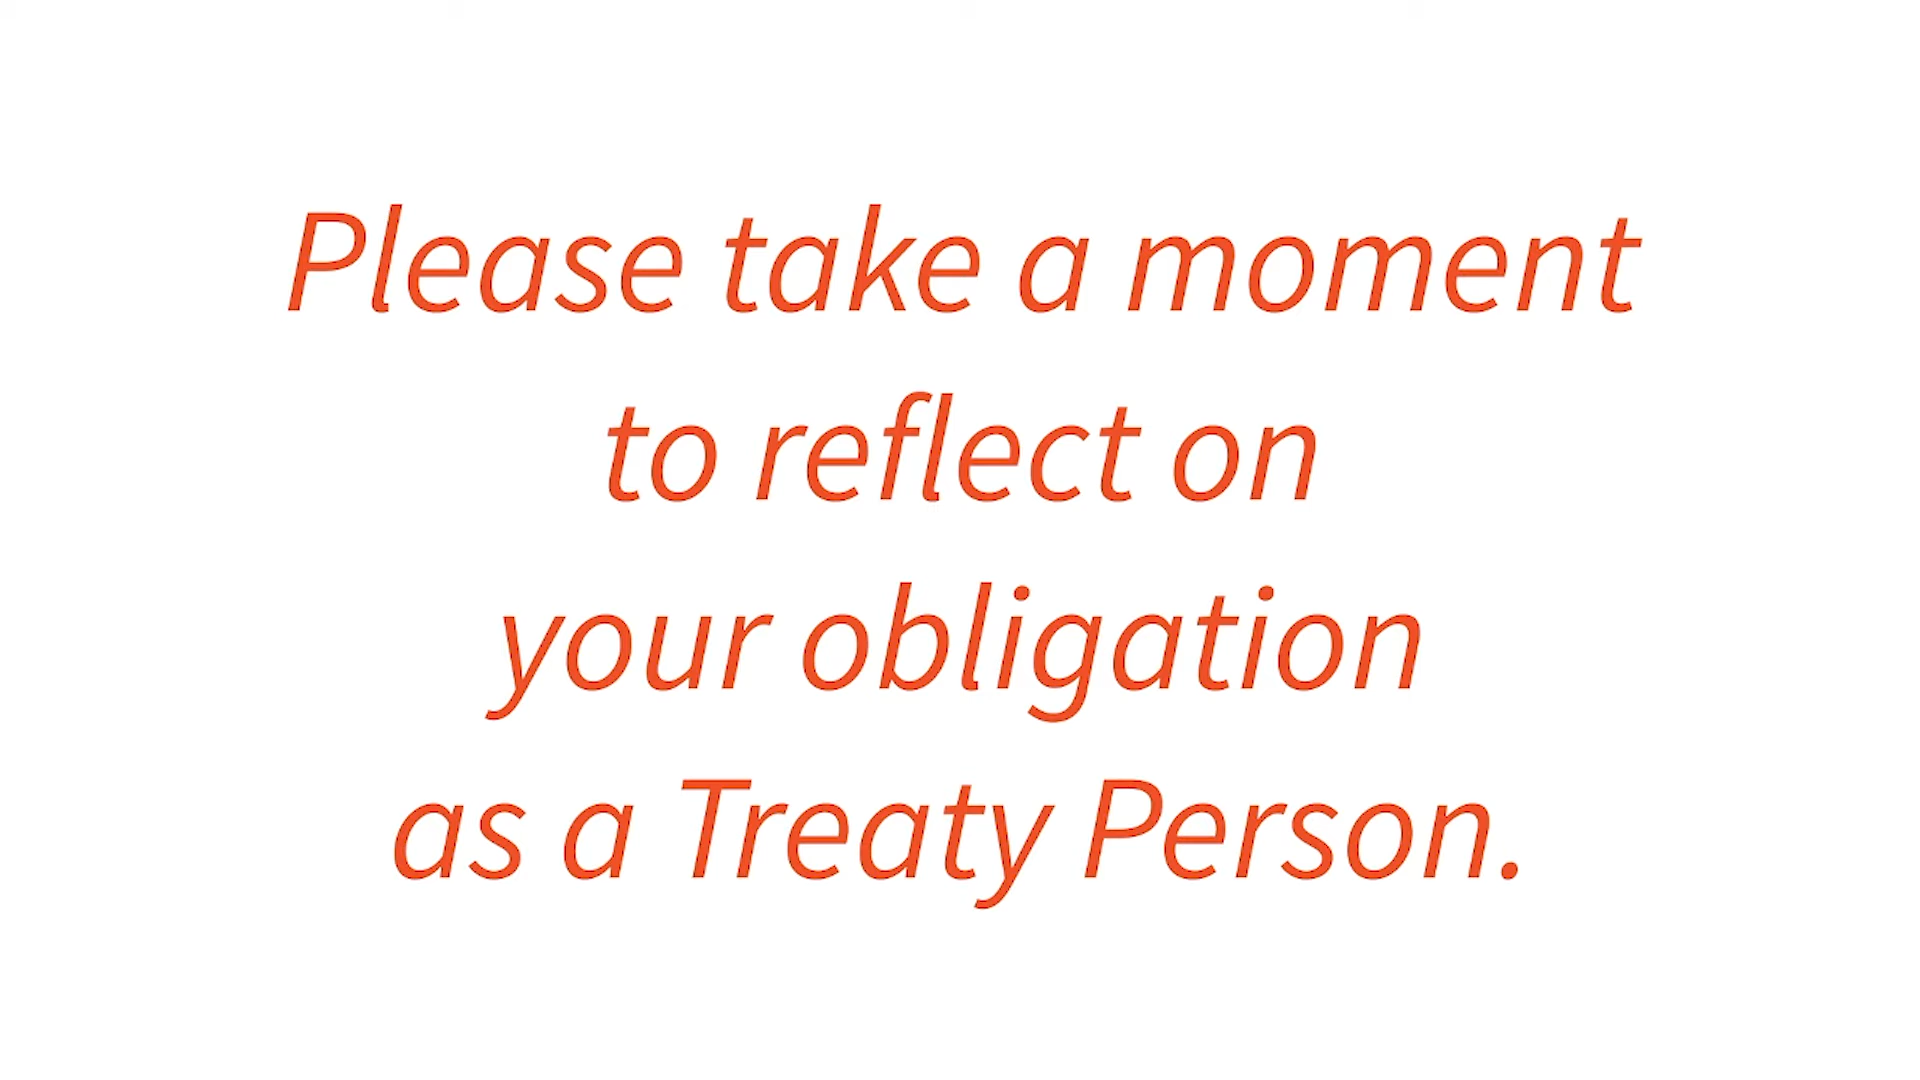 Please take a moment
to reflect on
your obligation
as a Treaty Person.